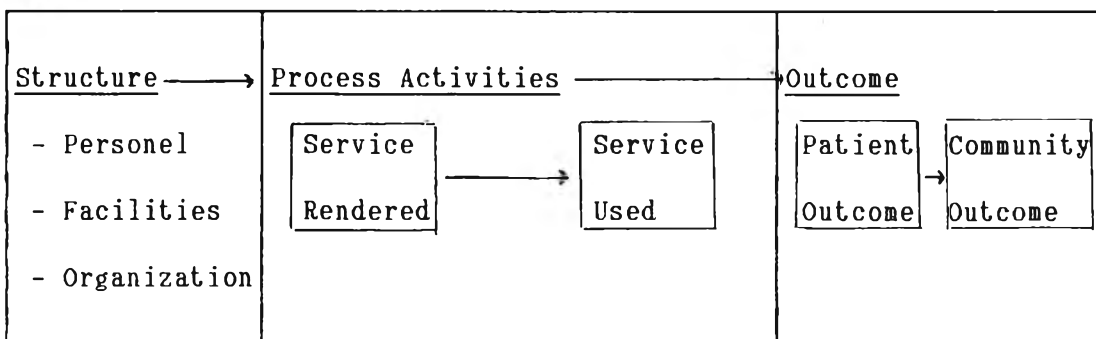 Structure → Process Activities → Outcome
- Personel
- Facilities
- Organization
Service
Rendered
→
Service
Used
Patient
Outcome
→
Community
Outcome